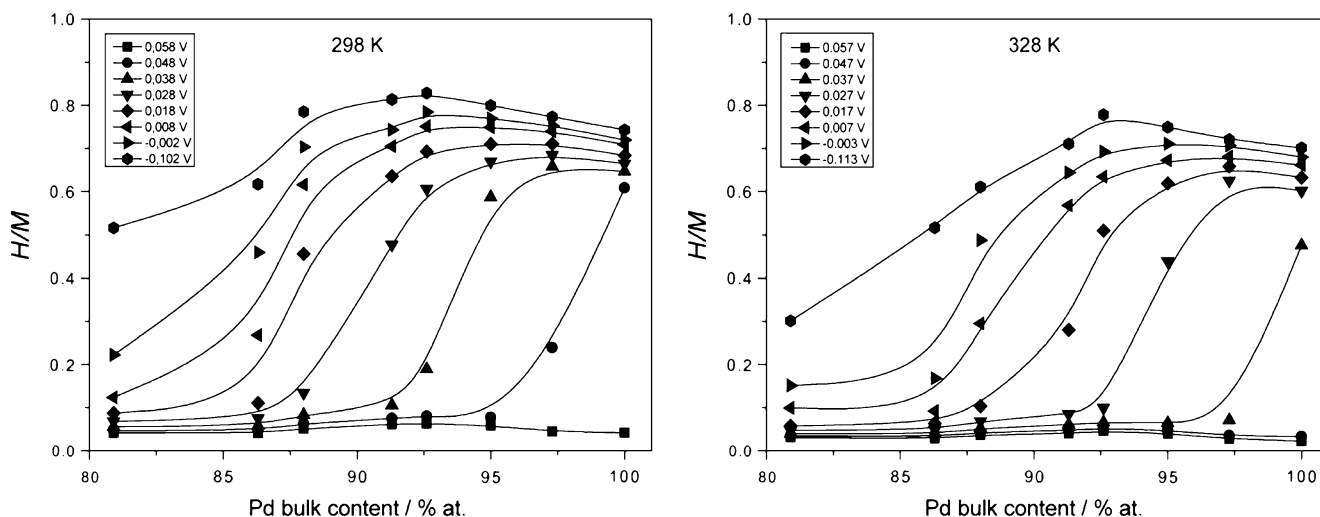 1.0
0.8
0.6
0.4
0.2
0.0
H/M
298 K
0,058 V
0,048 V
0,038 V
0,028 V
0,018 V
0,008 V
-0,002 V
-0,102 V
80 85 90 95 100
Pd bulk content / % at.
1.0
0.8
0.6
0.4
0.2
0.0
H/M
328 K
0.057 V
0.047 V
0.037 V
0.027 V
0.017 V
0.007 V
-0.003 V
-0.113 V
80 85 90 95 100
Pd bulk content / % at.